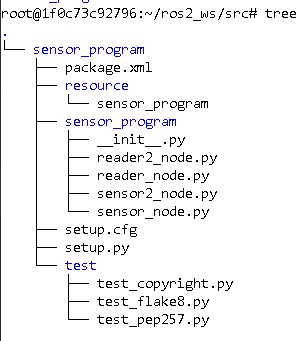 root@1f0c73c92796:~/ros2_ws/src# tree
.
└── sensor_program
    ├── package.xml
    ├── resource
    │   └── sensor_program
    ├── sensor_program
    │   ├── __init__.py
    │   ├── reader2_node.py
    │   ├── reader_node.py
    │   ├── sensor2_node.py
    │   └── sensor_node.py
    ├── setup.cfg
    ├── setup.py
    └── test
        ├── test_copyright.py
        ├── test_flake8.py
        └── test_pep257.py